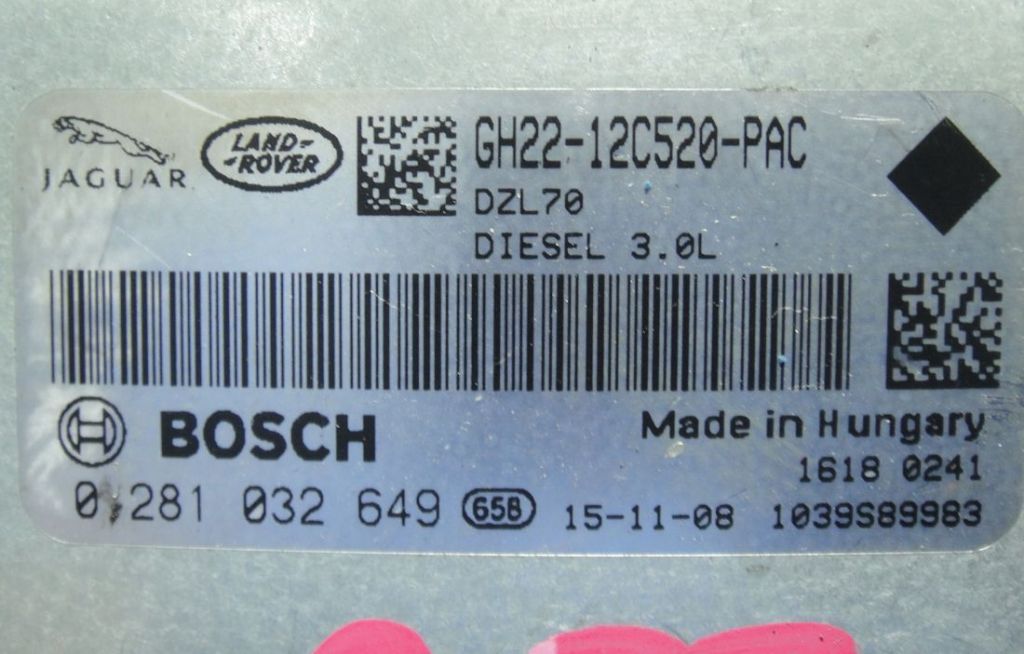 JAGUAR
LAND-
-ROVER
GH22-12C520-PAC
DZL70
DIESEL 3.0L
BOSCH
Made in Hungary
1618 0241
0 281 032 649 65B 15-11-08 1039S89983